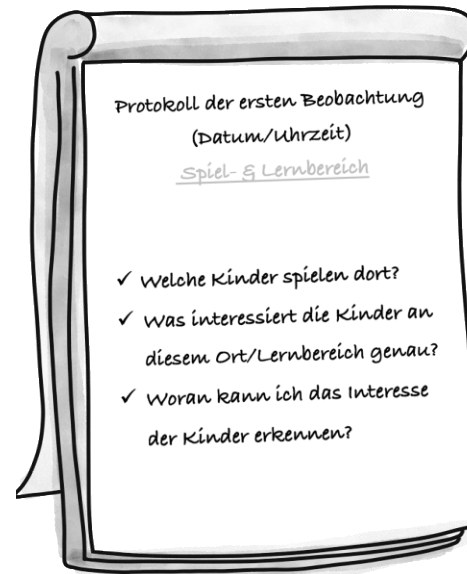 Protokoll der ersten Beobachtung
(Datum/Uhrzeit)
Spiel- & Lernbereich
✓ Welche Kinder spielen dort?
✓ Was interessiert die Kinder an
diesem Ort/Lernbereich genau?
✓ Woran kann ich das Interesse
der Kinder erkennen?